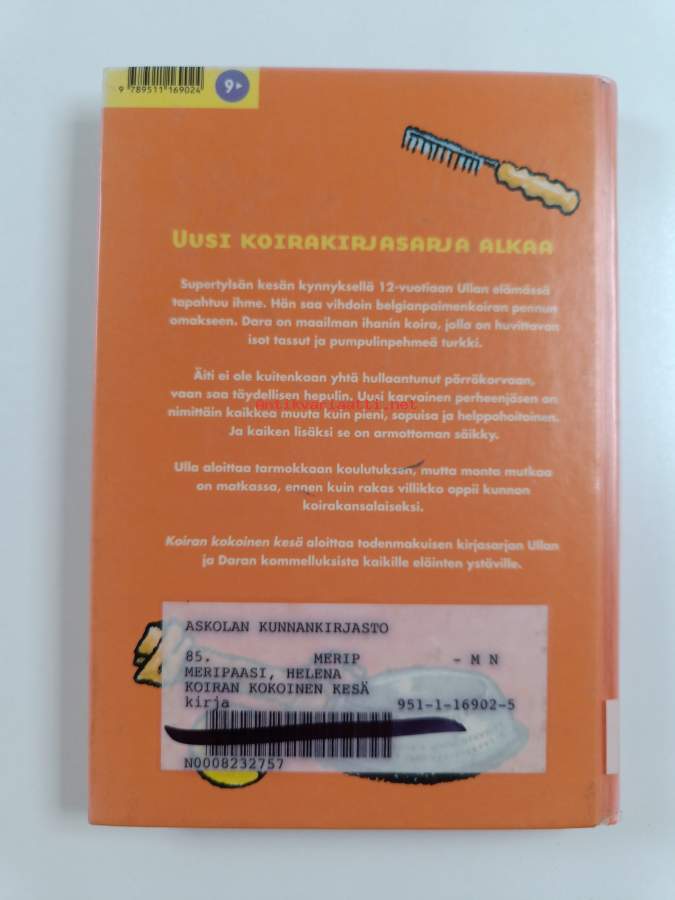 9 789511 169024
9
UUSI KOIRAKIRJASARJA ALKAA
Supertylsän kesän kynnyksellä 12-vuotiaan Ullan elämässä
tapahtuu ihme. Hän saa vihdoin belgianpaimenkoiran pennun
omakseen. Dara on maailman ihanin koira, jolla on huvittavan
isot tassut ja pumpulinpehmeä turkki.
Äiti ei ole kuitenkaan yhtä hullaantunut pörrökorvaan,
vaan saa täydellisen hepulin. Uusi karvainen perheenjäsen on
antikvariaatti.net
nimittäin kaikkea muuta kuin pieni, sopuisa ja helppohoitoinen.
Ja kaiken lisäksi se on armottoman säikky.
Ulla aloittaa tarmokkaan koulutuksen, mutta monta mutkaa
on matkassa, ennen kuin rakas villikko oppii kunnon
koirakansalaiseksi.
Koiran kokoinen kesä aloittaa todenmakuisen kirjasarjan Ullan
ja Daran kommelluksista kaikille eläinten ystäville.
ASKOLAN KUNNANKIRJASTO
85. MERIP - M N
MERIPAASI, HELENA
KOIRAN KOKOINEN KESÄ
kirja 951-1-16902-5
N0008232757